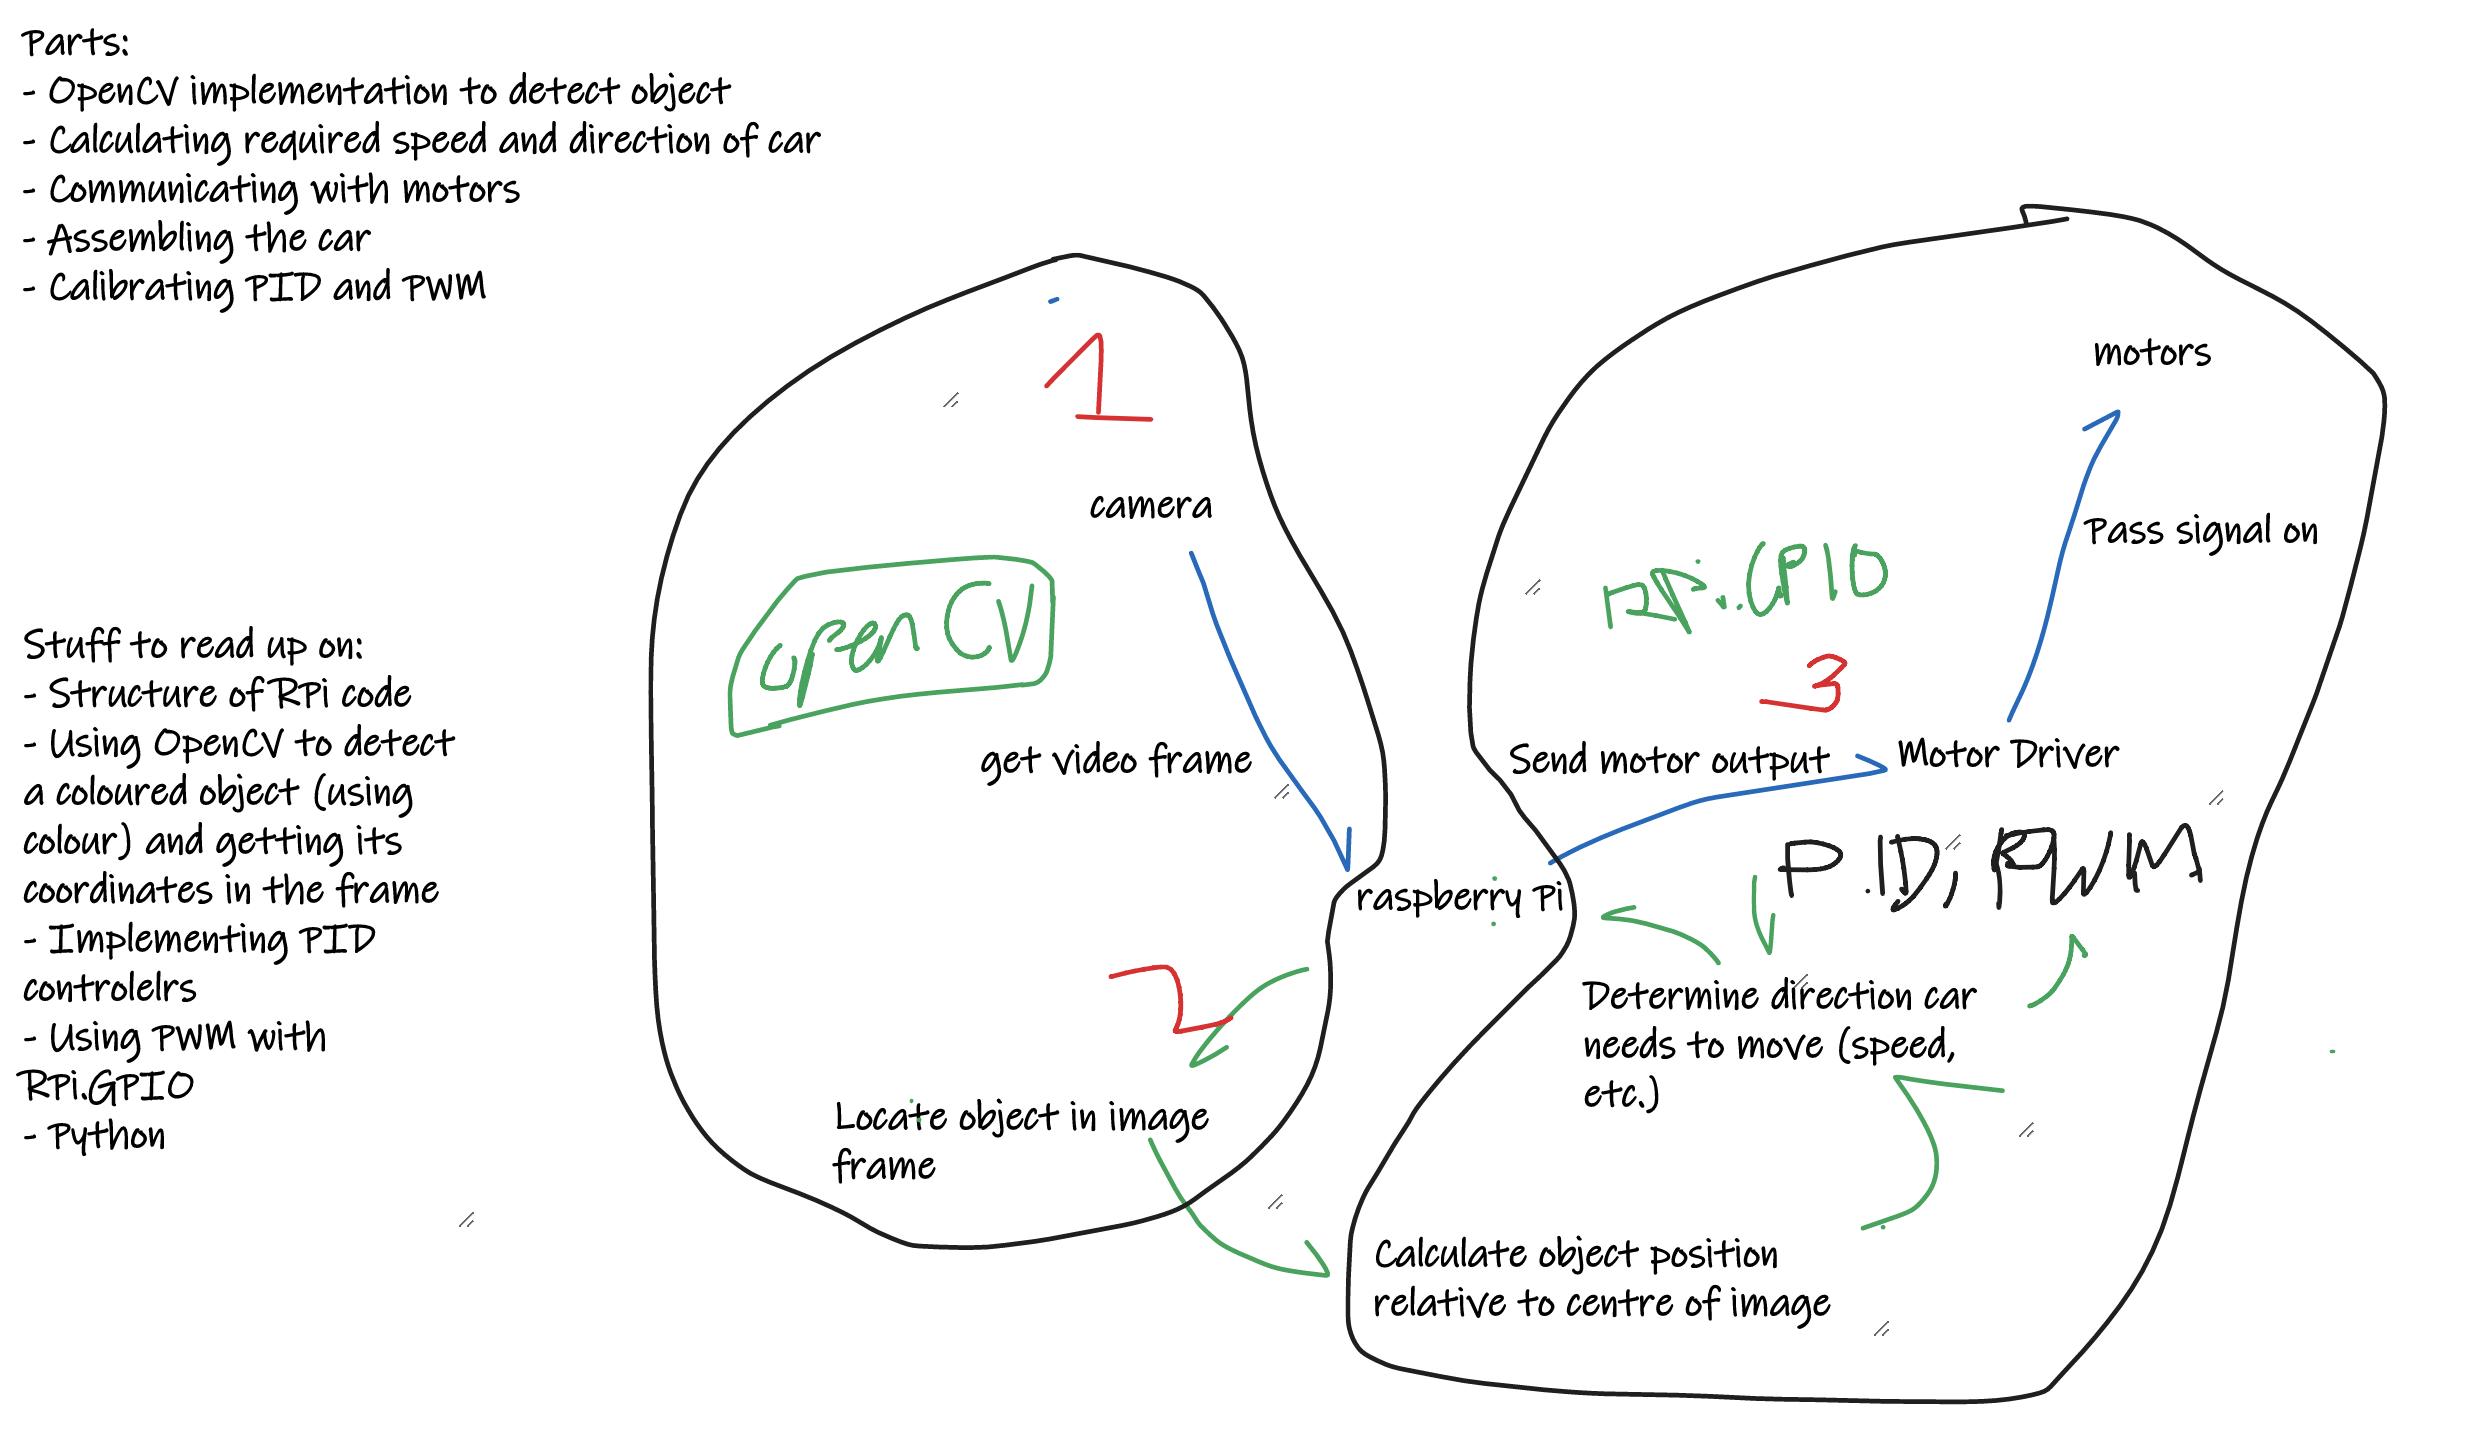 Parts:
- OpenCV implementation to detect object
- Calculating required speed and direction of car
- Communicating with motors
- Assembling the car
- Calibrating PID and PWM
Stuff to read up on:
- Structure of RPi code
- Using OpenCV to detect
a coloured object (using
colour) and getting its
coordinates in the frame
- Implementing PID
controlelrs
- Using PWM with
RPi.GPIO
- Python
1
camera
open CV
get video frame
raspberry Pi
2
Locate object in image
frame
motors
Pass signal on
RPi.GPIO
3
Send motor output
Motor Driver
PID, PWM
Determine direction car
needs to move (speed,
etc.)
Calculate object position
relative to centre of image